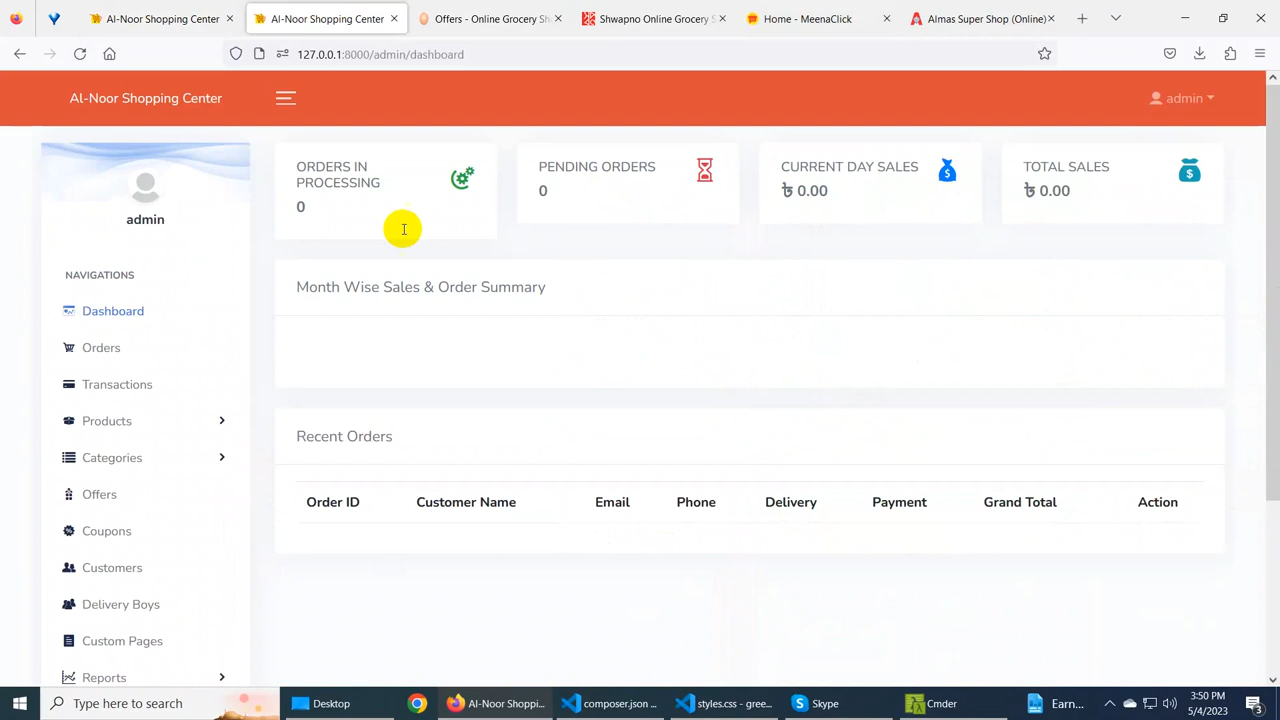 Al-Noor Shopping Center
Al-Noor Shopping Center
Offers - Online Grocery Sh
Shwapno Online Grocery S
Home - MeenaClick
Almas Super Shop (Online)
127.0.0.1:8000/admin/dashboard
Al-Noor Shopping Center
admin
admin
NAVIGATIONS
Dashboard
Orders
Transactions
Products
Categories
Offers
Coupons
Customers
Delivery Boys
Custom Pages
Reports
ORDERS IN
PROCESSING
0
PENDING ORDERS
0
CURRENT DAY SALES
৳ 0.00
TOTAL SALES
৳ 0.00
Month Wise Sales & Order Summary
Recent Orders
Order ID Customer Name Email Phone Delivery Payment Grand Total Action
Type here to search
Desktop
Al-Noor Shoppi...
composer.json ...
styles.css - gree...
Skype
Cmder
Earn...
3:50 PM
5/4/2023
3